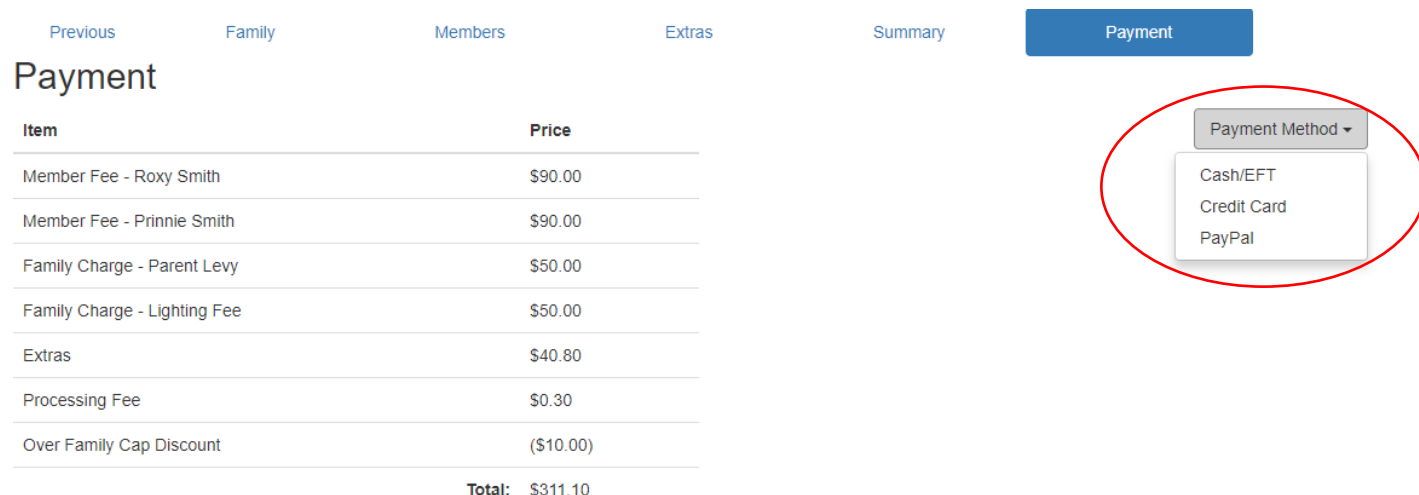 Previous Family Members Extras Summary Payment
Payment
Item Price
Member Fee - Roxy Smith $90.00
Member Fee - Prinnie Smith $90.00
Family Charge - Parent Levy $50.00
Family Charge - Lighting Fee $50.00
Extras $40.80
Processing Fee $0.30
Over Family Cap Discount ($10.00)
Total: $311.10
Payment Method
Cash/EFT
Credit Card
PayPal